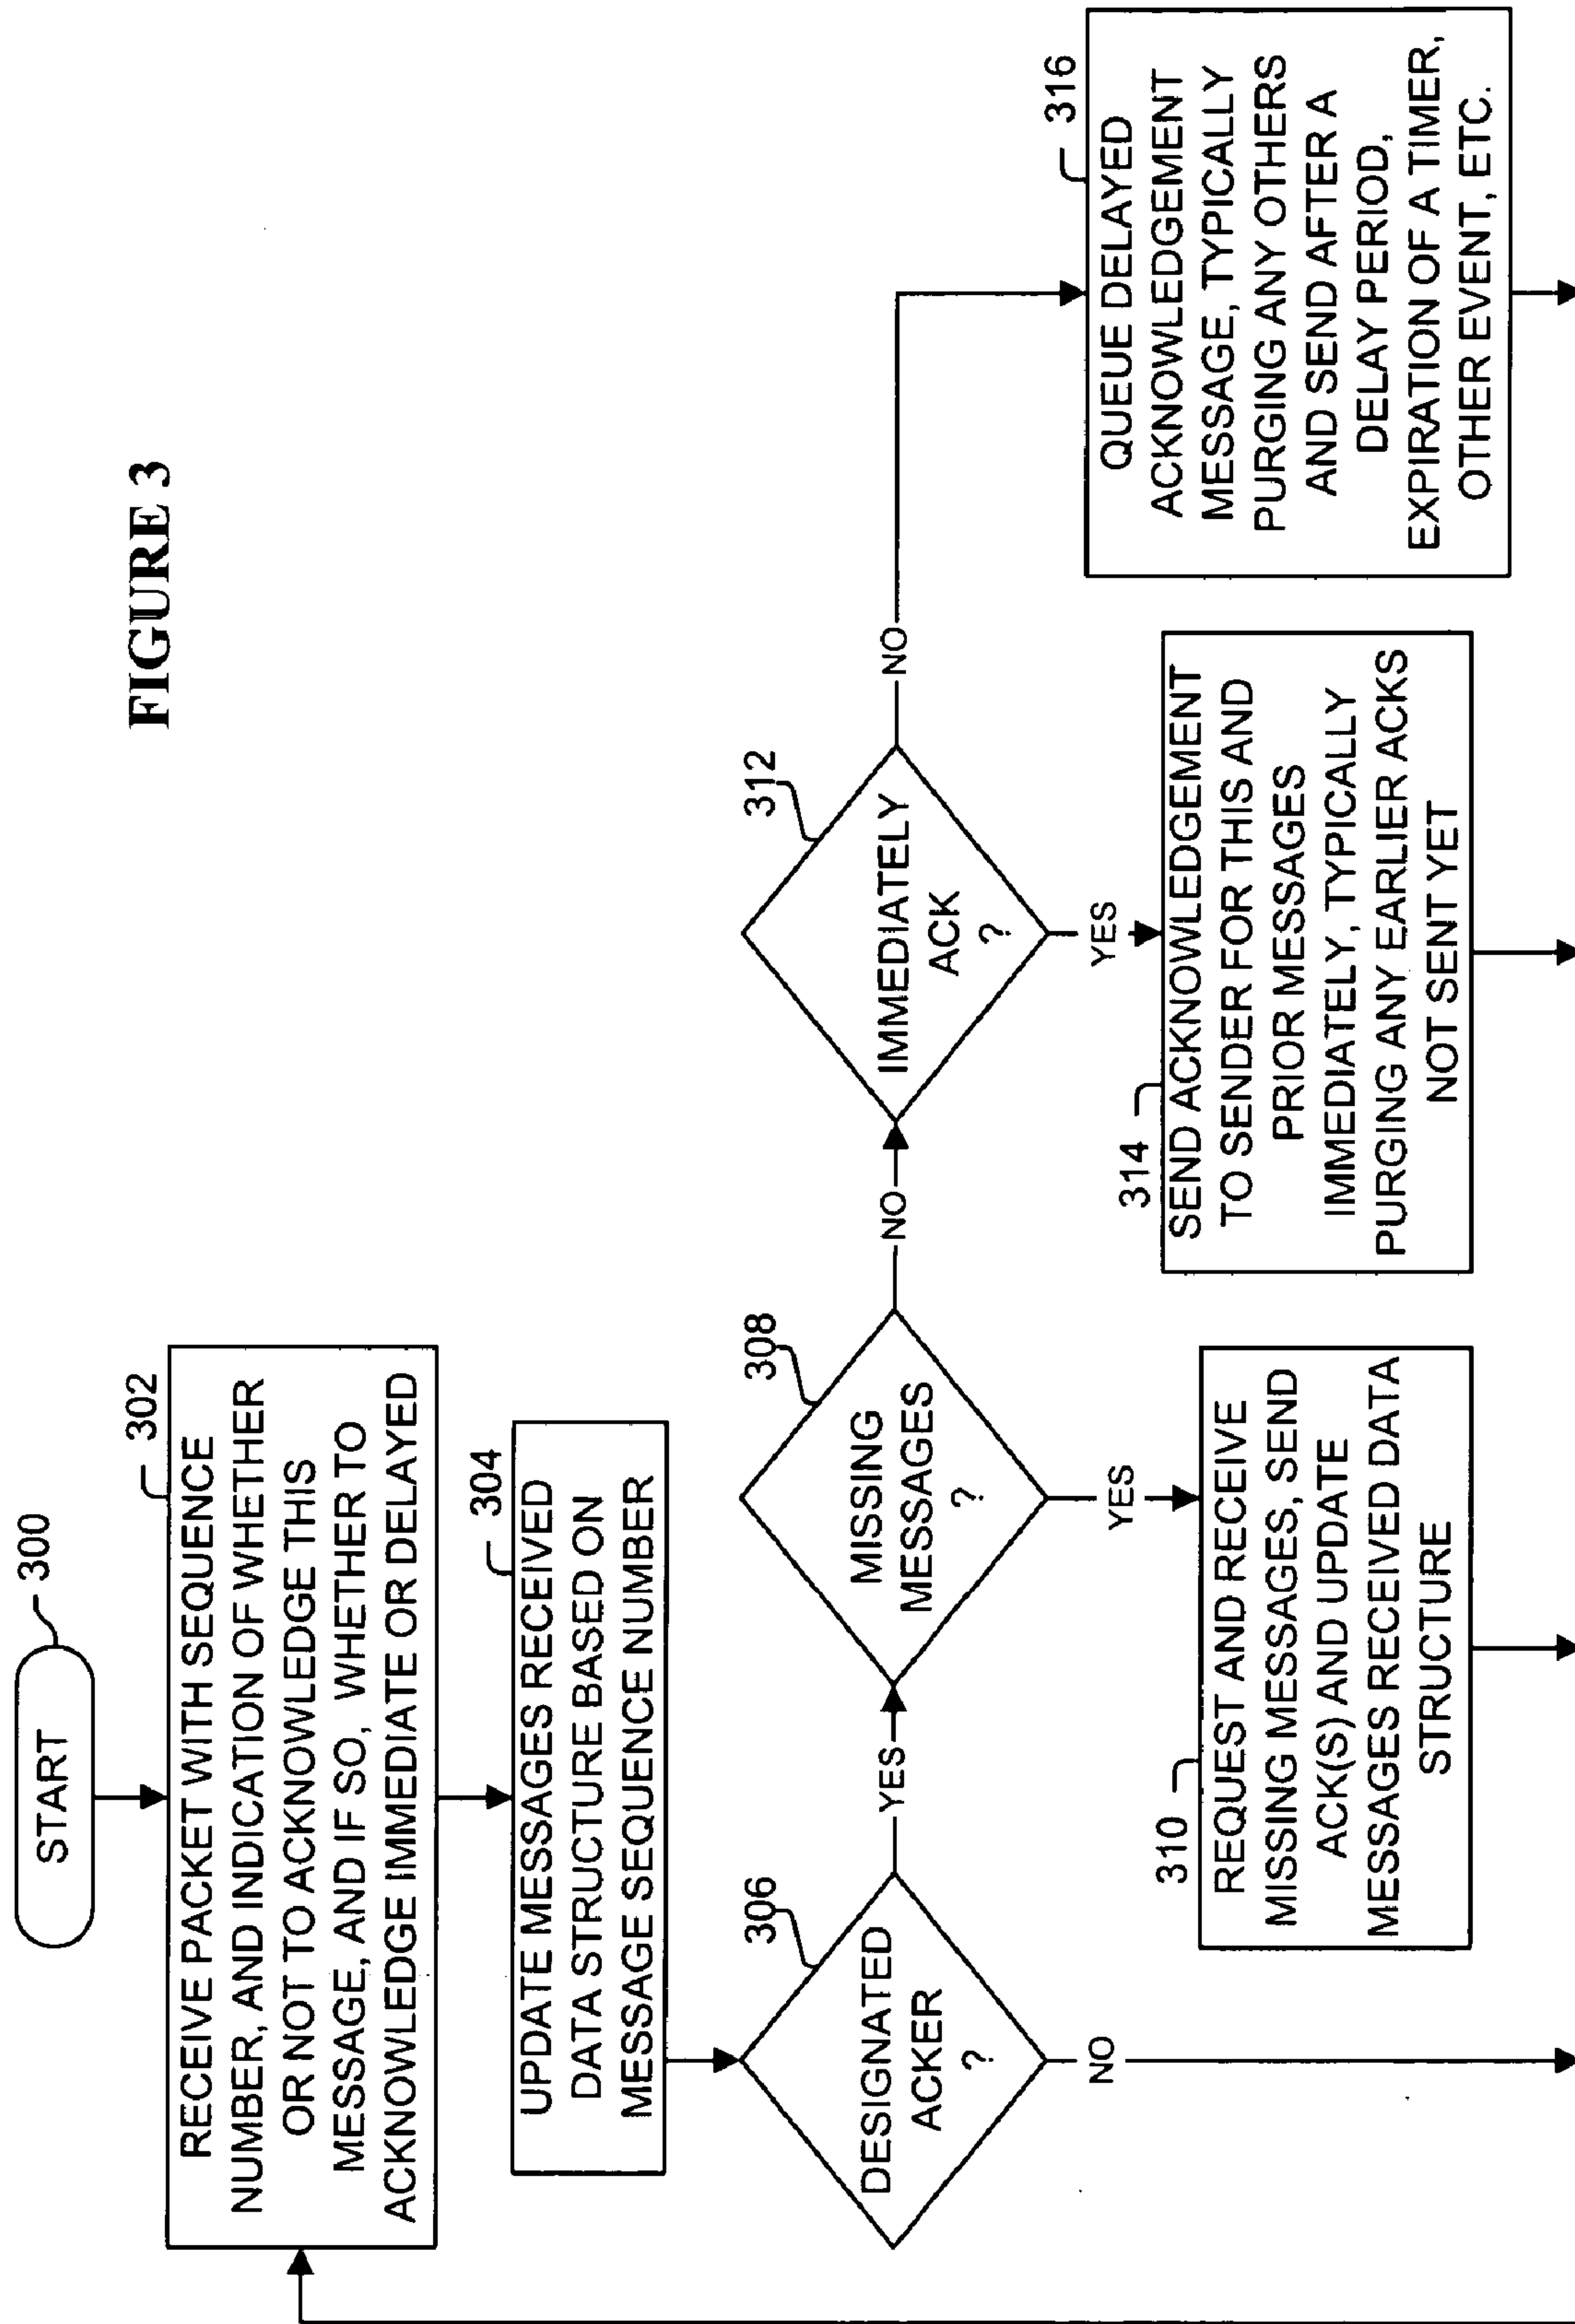 FIGURE 3
START
300
302
RECEIVE PACKET WITH SEQUENCE
NUMBER, AND INDICATION OF WHETHER
OR NOT TO ACKNOWLEDGE THIS
MESSAGE, AND IF SO, WHETHER TO
ACKNOWLEDGE IMMEDIATE OR DELAYED
304
UPDATE MESSAGES RECEIVED
DATA STRUCTURE BASED ON
MESSAGE SEQUENCE NUMBER
306
DESIGNATED
ACKER
?
NO
YES
308
MISSING
MESSAGES
?
YES
NO
310
REQUEST AND RECEIVE
MISSING MESSAGES, SEND
ACK(S) AND UPDATE
MESSAGES RECEIVED DATA
STRUCTURE
312
IMMEDIATELY
ACK
?
YES
NO
314
SEND ACKNOWLEDGEMENT
TO SENDER FOR THIS AND
PRIOR MESSAGES
IMMEDIATELY, TYPICALLY
PURGING ANY EARLIER ACKS
NOT SENT YET
316
QUEUE DELAYED
ACKNOWLEDGEMENT
MESSAGE, TYPICALLY
PURGING ANY OTHERS
AND SEND AFTER A
DELAY PERIOD,
EXPIRATION OF A TIMER,
OTHER EVENT, ETC.